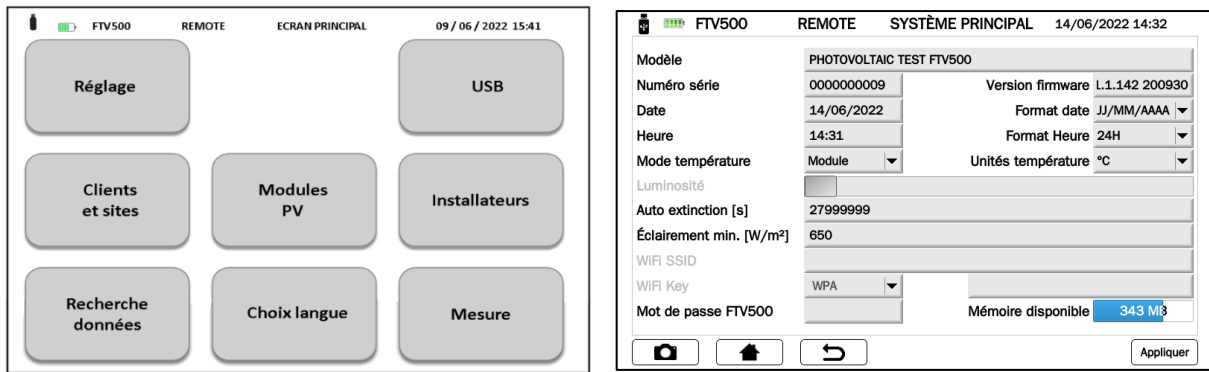 FTV500 REMOTE ECRAN PRINCIPAL 09 / 06 / 2022 15:41
Réglage
USB
Clients
et sites
Modules
PV
Installateurs
Recherche
données
Choix langue
Mesure
FTV500 REMOTE SYSTÈME PRINCIPAL 14/06/2022 14:32
Modèle PHOTOVOLTAIC TEST FTV500
Numéro série 0000000009 Version firmware 1.1.142 200930
Date 14/06/2022 Format date JJ/MM/AAAA
Heure 14:31 Format Heure 24H
Mode température Module Unités température °C
Luminosité
Auto extinction [s] 27999999
Éclairement min. [W/m²] 650
WiFi SSID
WiFi Key WPA
Mot de passe FTV500 Mémoire disponible 343 MB
Appliquer